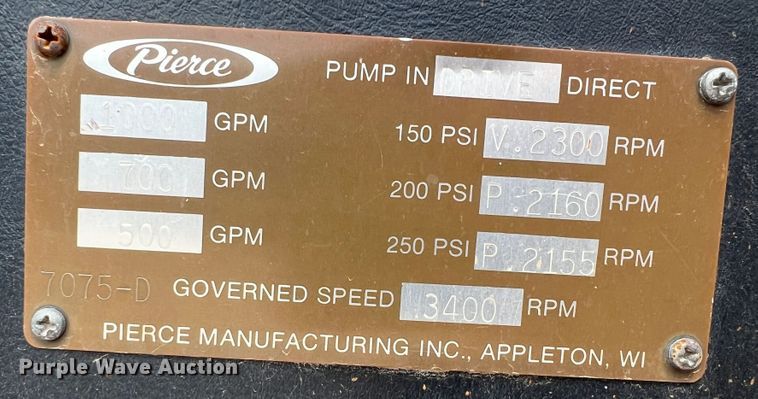 Pierce
PUMP IN DRIVE DIRECT
1000 GPM 150 PSI V.2300 RPM
700 GPM 200 PSI P.2160 RPM
500 GPM 250 PSI P.2155 RPM
7075-D GOVERNED SPEED 3400 RPM
PIERCE MANUFACTURING INC., APPLETON, WI
Purple Wave Auction